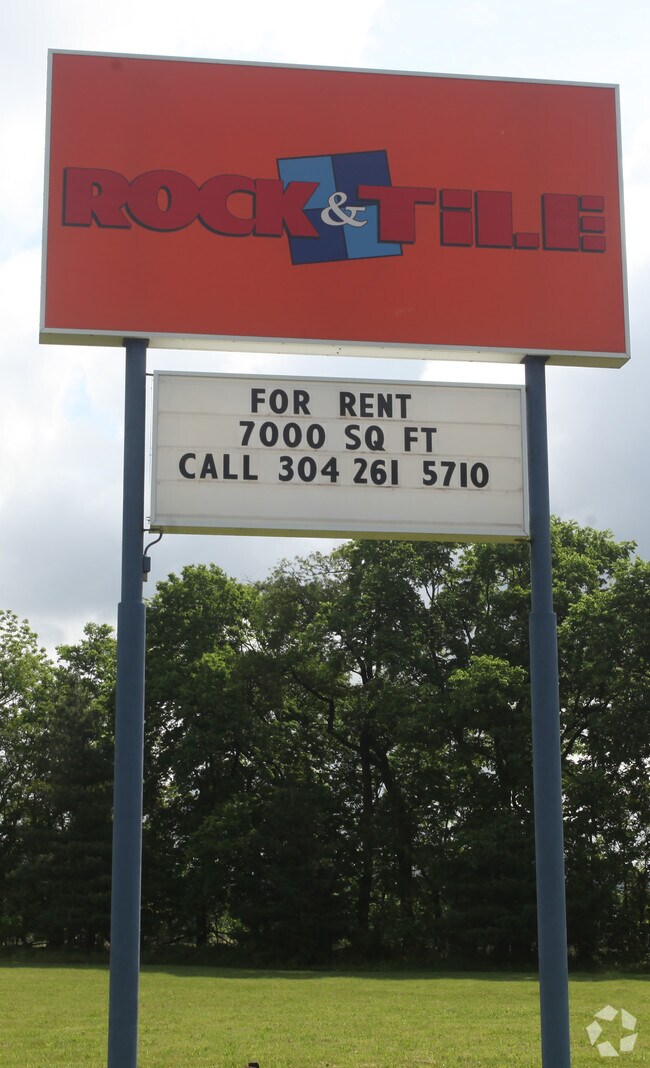 ROCK & TILE
FOR RENT
7000 SQ FT
CALL 304 261 5710